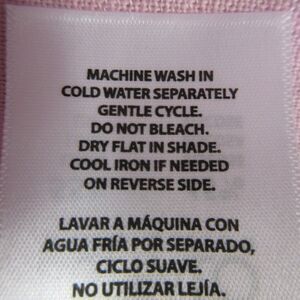 MACHINE WASH IN
COLD WATER SEPARATELY
GENTLE CYCLE.
DO NOT BLEACH.
DRY FLAT IN SHADE.
COOL IRON IF NEEDED
ON REVERSE SIDE.
LAVAR A MÁQUINA CON
AGUA FRÍA POR SEPARADO,
CICLO SUAVE.
NO UTILIZAR LEJÍA.